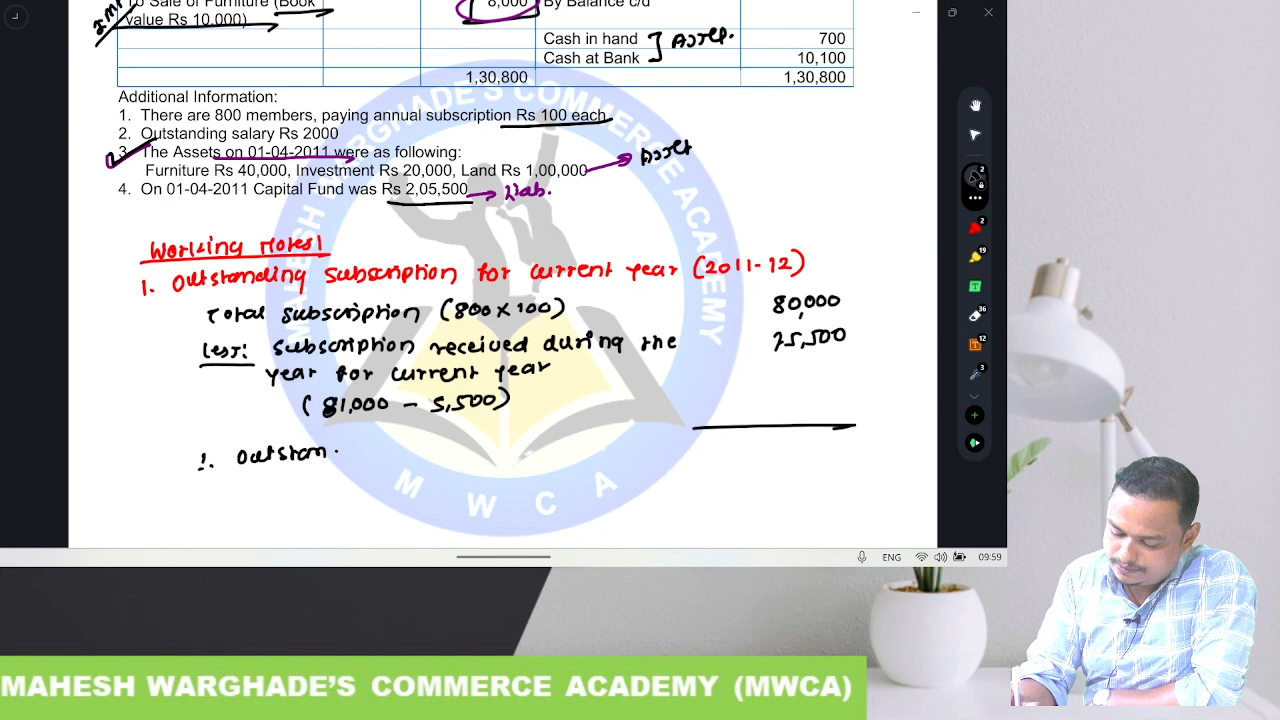 To Sale of Furniture (Book 8,000 By Balance c/d
value Rs 10,000)
Imp
Cash in hand 700
Cash at Bank 10,100
Asset.
1,30,800 1,30,800
Additional Information:
1. There are 800 members, paying annual subscription Rs 100 each
2. Outstanding salary Rs 2000
3. The Assets on 01-04-2011 were as following:
Furniture Rs 40,000, Investment Rs 20,000, Land Rs 1,00,000 Asset
4. On 01-04-2011 Capital Fund was Rs 2,05,500 Liab.
Working Notes
1. Outstanding subscription for current year (2011-12)
Total subscription (800 x 100) 80,000
Less: subscription received during the 75,500
year for current year
(81,000 - 5,500)
∴ Outstan
MAHESH WARGHADE'S COMMERCE ACADEMY
M W C A
ENG 09:59
MAHESH WARGHADE'S COMMERCE ACADEMY (MWCA)